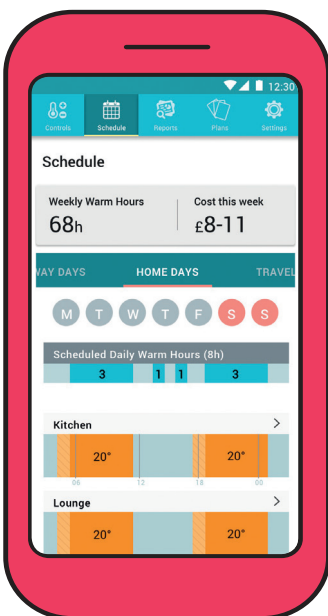 12:30
Controls Schedule Reports Plans Settings
Schedule
Weekly Warm Hours Cost this week
68h £8-11
WAY DAYS HOME DAYS TRAVEL
M T W T F S S
Scheduled Daily Warm Hours (8h)
3 1 1 3
Kitchen >
20° 20°
06 12 18 00
Lounge >
20° 20°